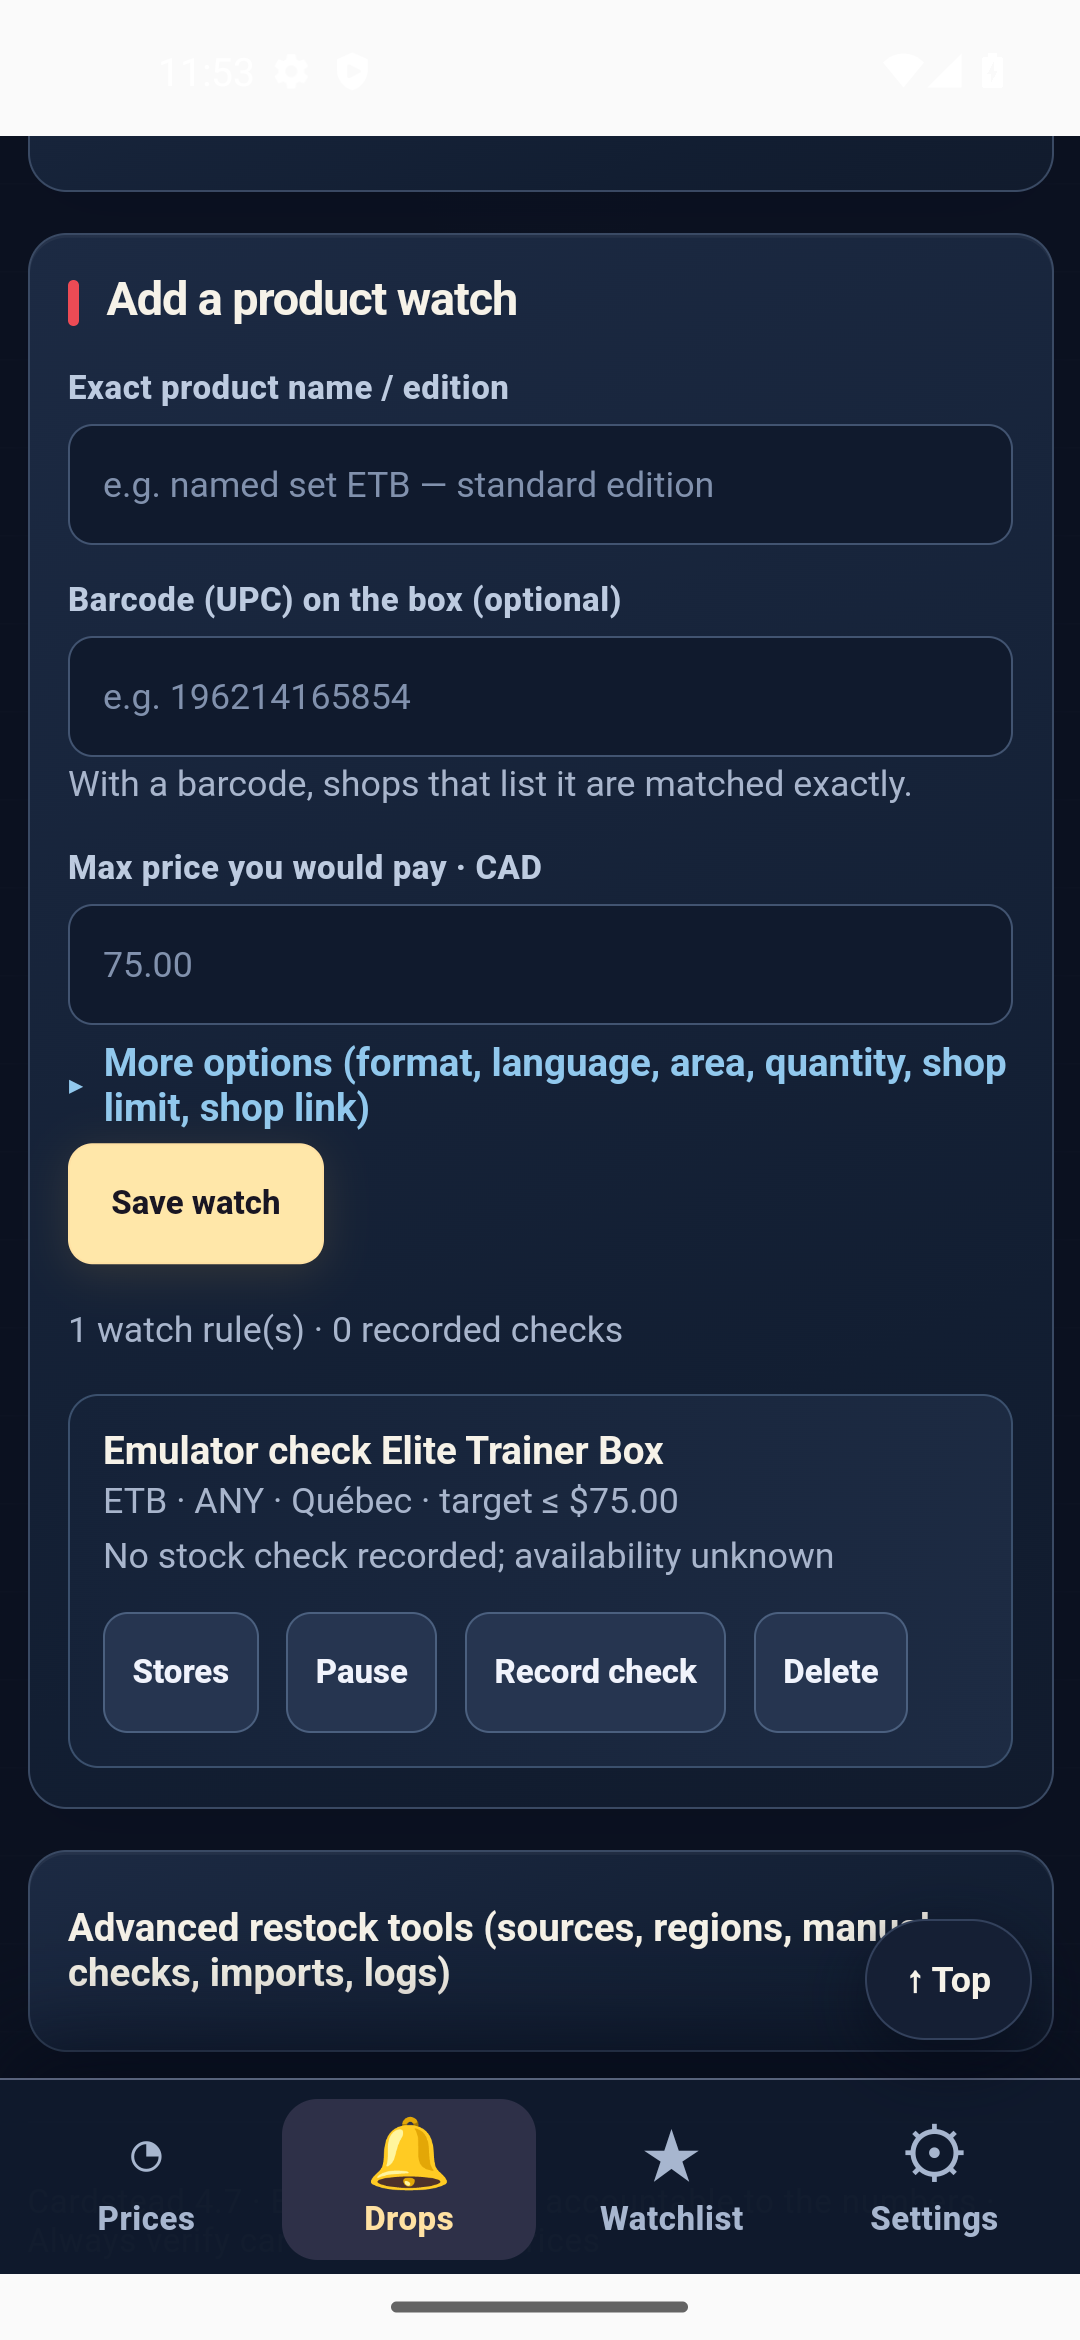 11:53
Add a product watch
Exact product name / edition
e.g. named set ETB — standard edition
Barcode (UPC) on the box (optional)
e.g. 196214165854
With a barcode, shops that list it are matched exactly.
Max price you would pay · CAD
75.00
More options (format, language, area, quantity, shop
limit, shop link)
Save watch
1 watch rule(s) · 0 recorded checks
Emulator check Elite Trainer Box
ETB · ANY · Québec · target ≤ $75.00
No stock check recorded; availability unknown
Stores Pause Record check Delete
Advanced restock tools (sources, regions, manual
checks, imports, logs)
↑ Top
Prices Drops Watchlist Settings